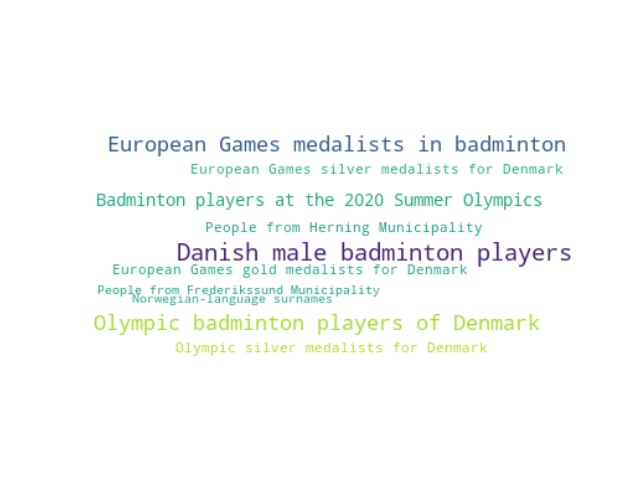 European Games medalists in badminton
European Games silver medalists for Denmark
Badminton players at the 2020 Summer Olympics
People from Herning Municipality
Danish male badminton players
European Games gold medalists for Denmark
People from Frederikssund Municipality
Norwegian-language surnames
Olympic badminton players of Denmark
Olympic silver medalists for Denmark